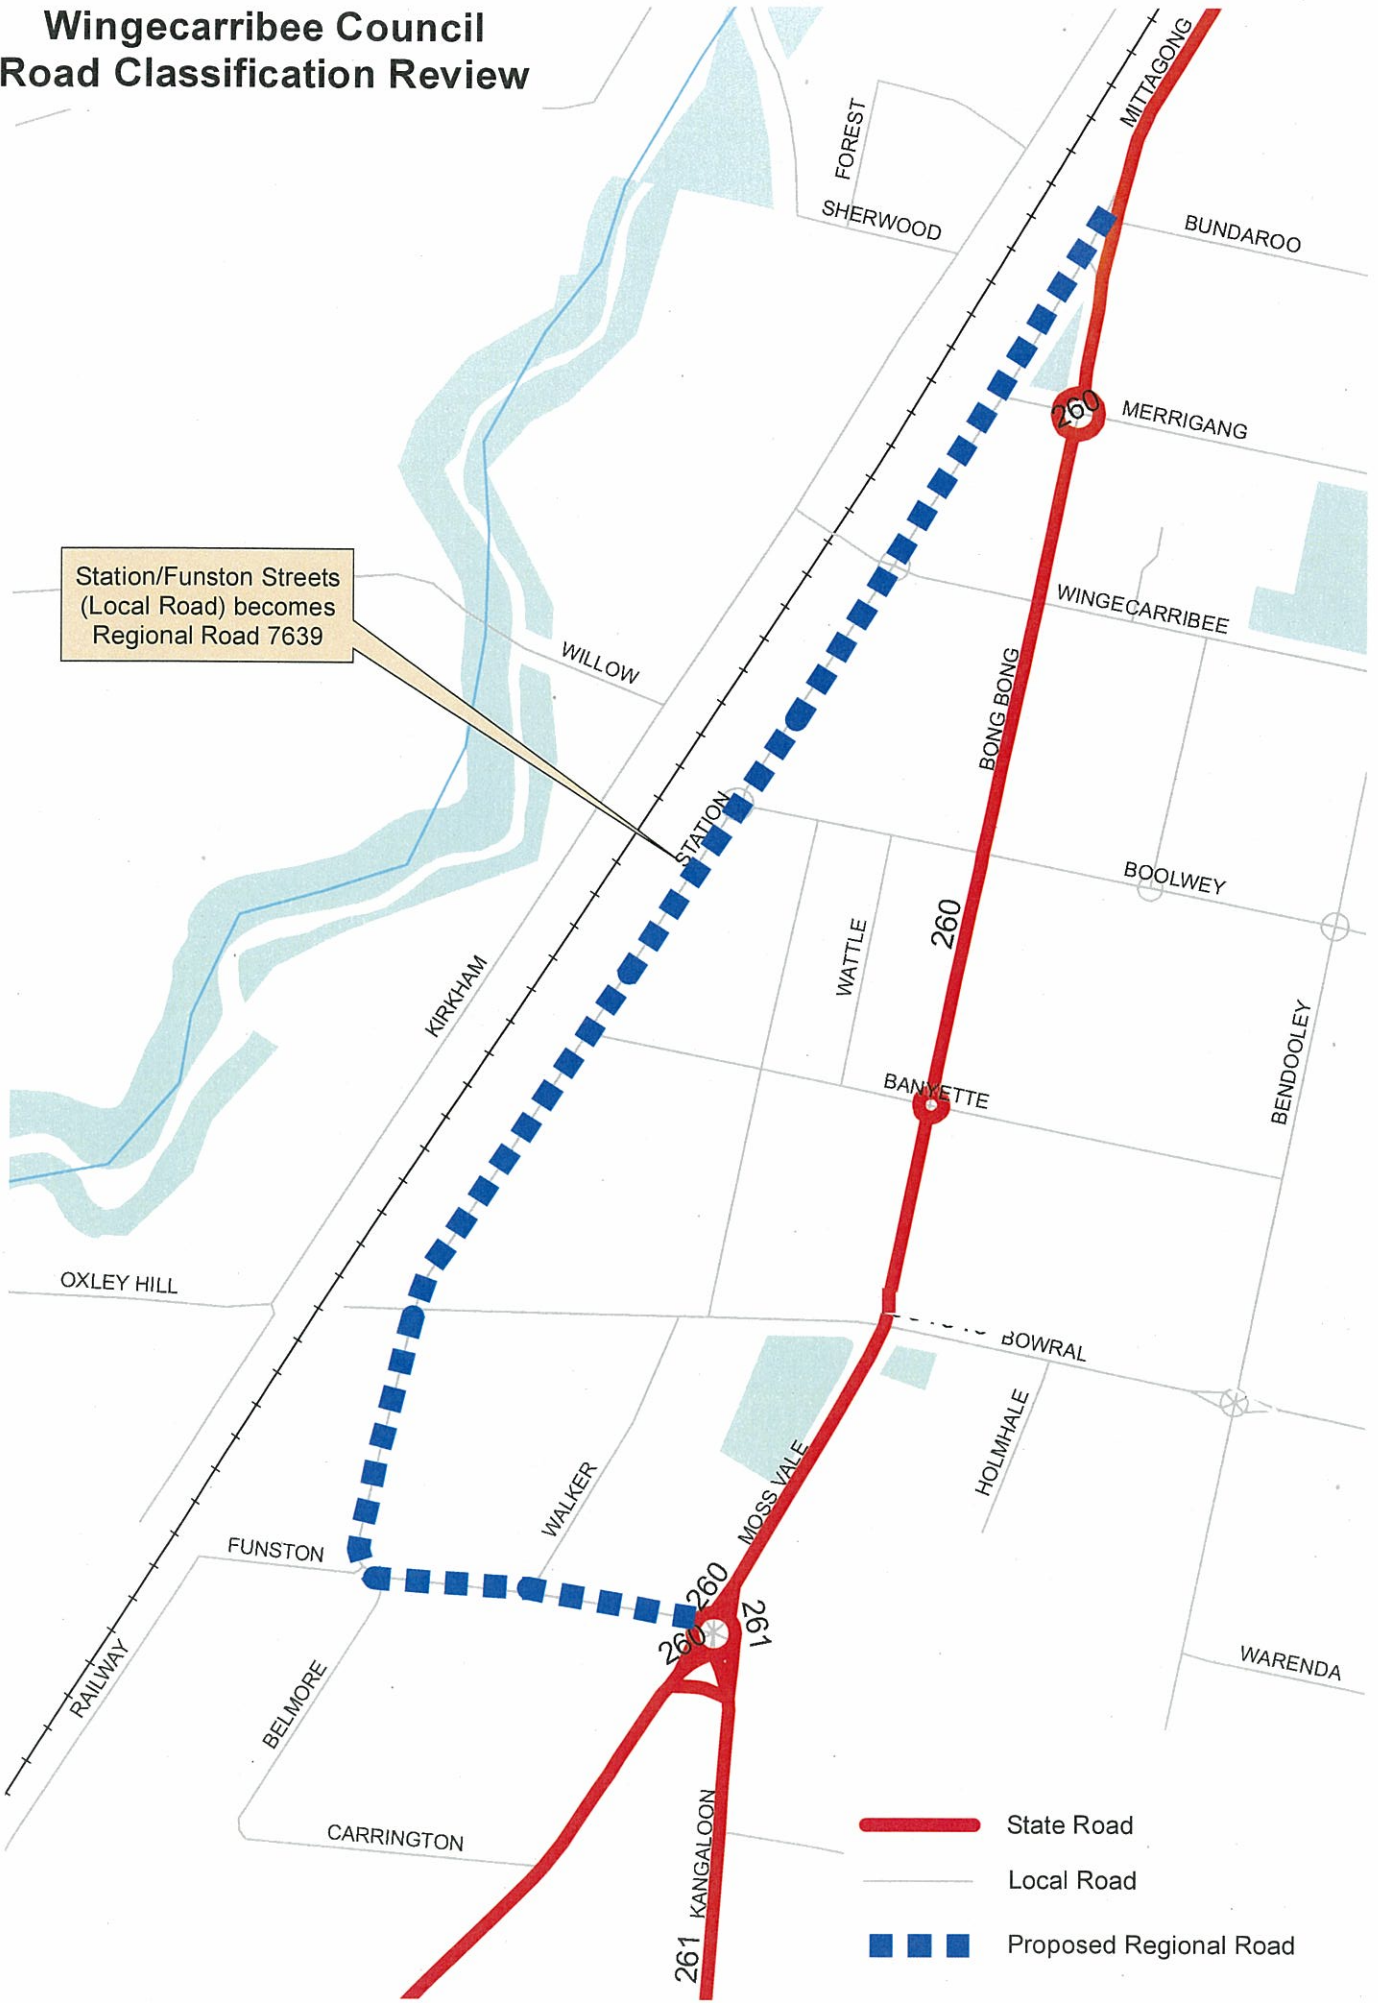 Wingecarribee Council
Road Classification Review
MITTAGONG
FOREST
SHERWOOD
BUNDAROO
260
MERRIGANG
Station/Funston Streets
(Local Road) becomes
Regional Road 7639
WINGECARRIBEE
WILLOW
BONG BONG
STATION
BOOLWEY
260
WATTLE
KIRKHAM
BENDOOLEY
BANYETTE
OXLEY HILL
BOWRAL
HOLMHALE
MOSS VALE
WALKER
FUNSTON
260
261
260
WARENDA
RAILWAY
BELMORE
CARRINGTON
KANGALOON
261
State Road
Local Road
Proposed Regional Road